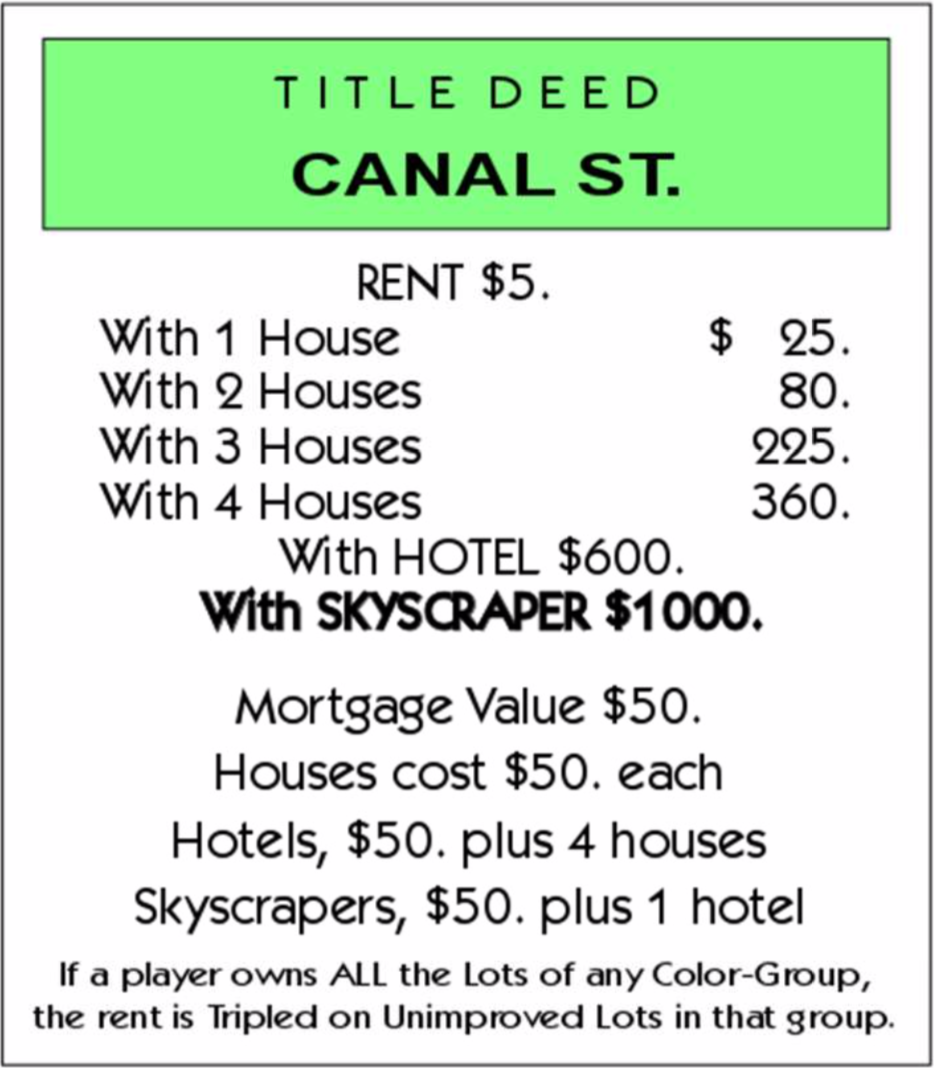 TITLE DEED
CANAL ST.
RENT $5.
With 1 House $ 25.
With 2 Houses 80.
With 3 Houses 225.
With 4 Houses 360.
With HOTEL $600.
With SKYSCRAPER $1000.
Mortgage Value $50.
Houses cost $50. each
Hotels, $50. plus 4 houses
Skyscrapers, $50. plus 1 hotel
If a player owns ALL the Lots of any Color-Group,
the rent is Tripled on Unimproved Lots in that group.